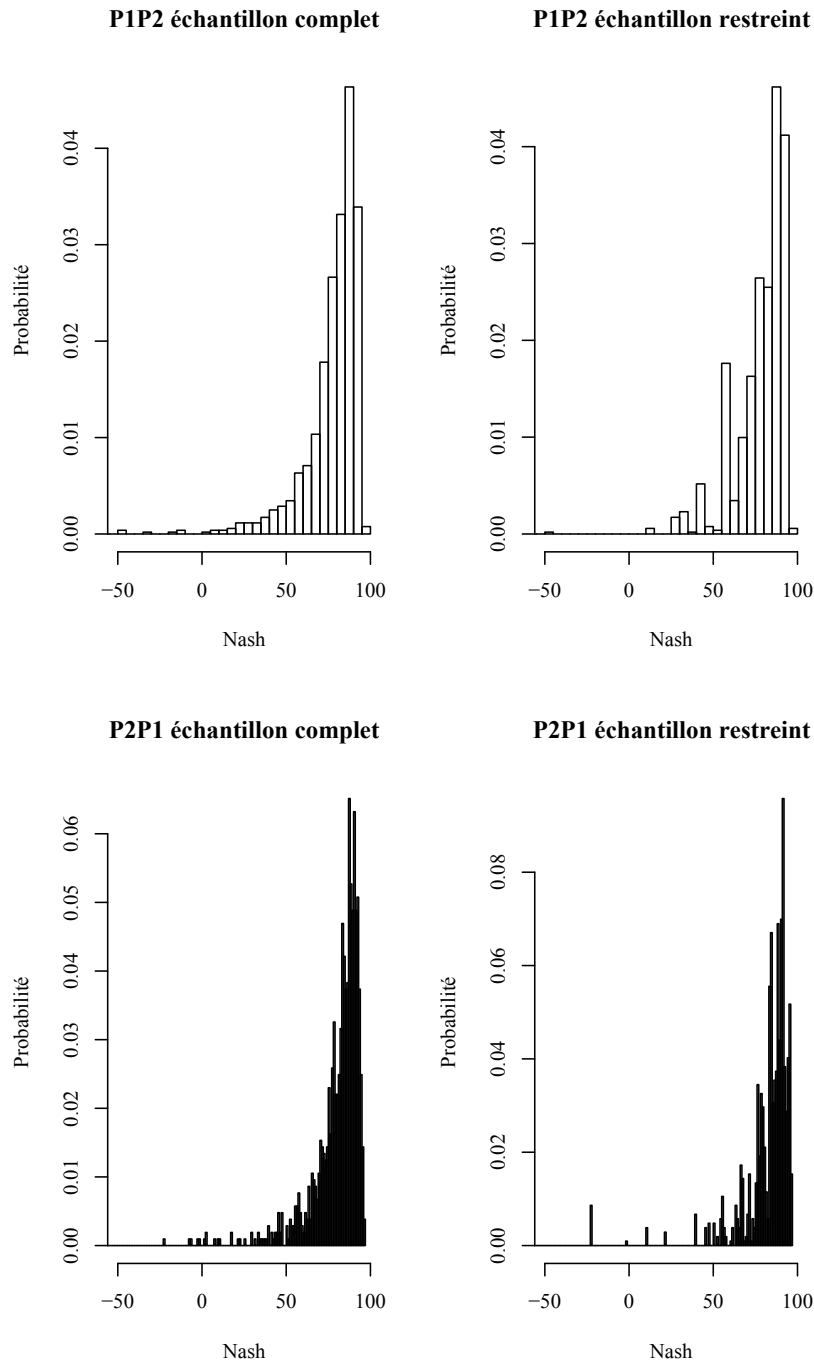 P1P2 échantillon complet
Probabilité
0.00 0.01 0.02 0.03 0.04
−50 0 50 100
Nash
P1P2 échantillon restreint
Probabilité
0.00 0.01 0.02 0.03 0.04
−50 0 50 100
Nash
P2P1 échantillon complet
Probabilité
0.00 0.01 0.02 0.03 0.04 0.05 0.06
−50 0 50 100
Nash
P2P1 échantillon restreint
Probabilité
0.00 0.02 0.04 0.06 0.08
−50 0 50 100
Nash